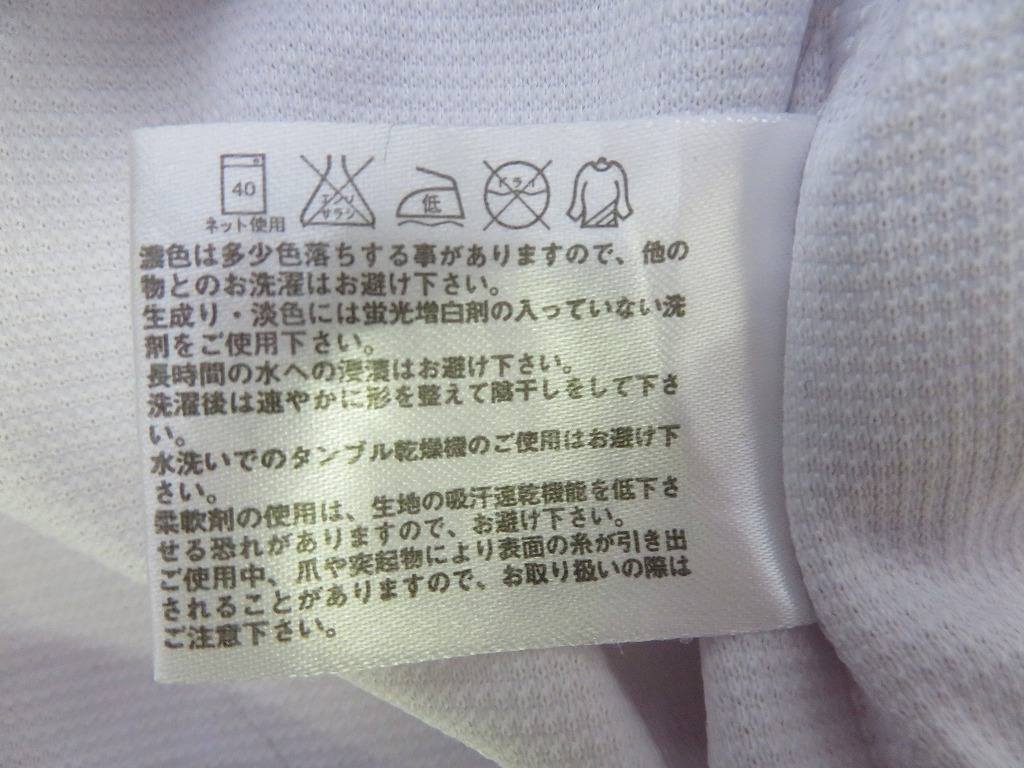 40
ネット使用
エンソ
サラシ
低
ドライ
濃色は多少色落ちする事がありますので、他の
物とのお洗濯はお避け下さい。
生成り・淡色には蛍光増白剤の入っていない洗
剤をご使用下さい。
長時間の水への浸漬はお避け下さい。
洗濯後は速やかに形を整えて陰干しをして下さ
い。
水洗いでのタンブル乾燥機のご使用はお避け下
さい。
柔軟剤の使用は、生地の吸汗速乾機能を低下さ
せる恐れがありますので、お避け下さい。
ご使用中、爪や突起物により表面の糸が引き出
されることがありますので、お取り扱いの際は
ご注意下さい。